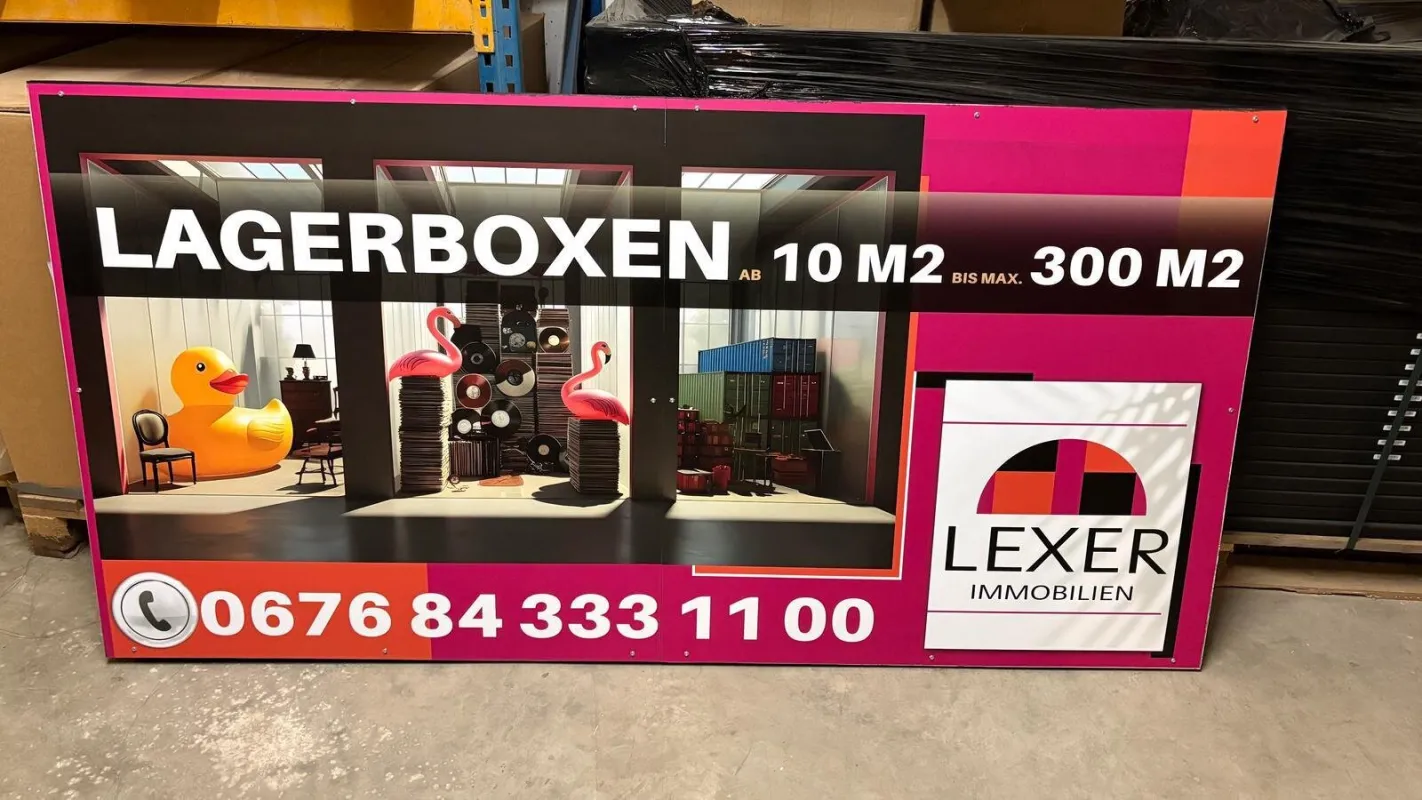 LAGERBOXEN AB 10 M2 BIS MAX. 300 M2
LEXER
IMMOBILIEN
0676 84 333 11 00